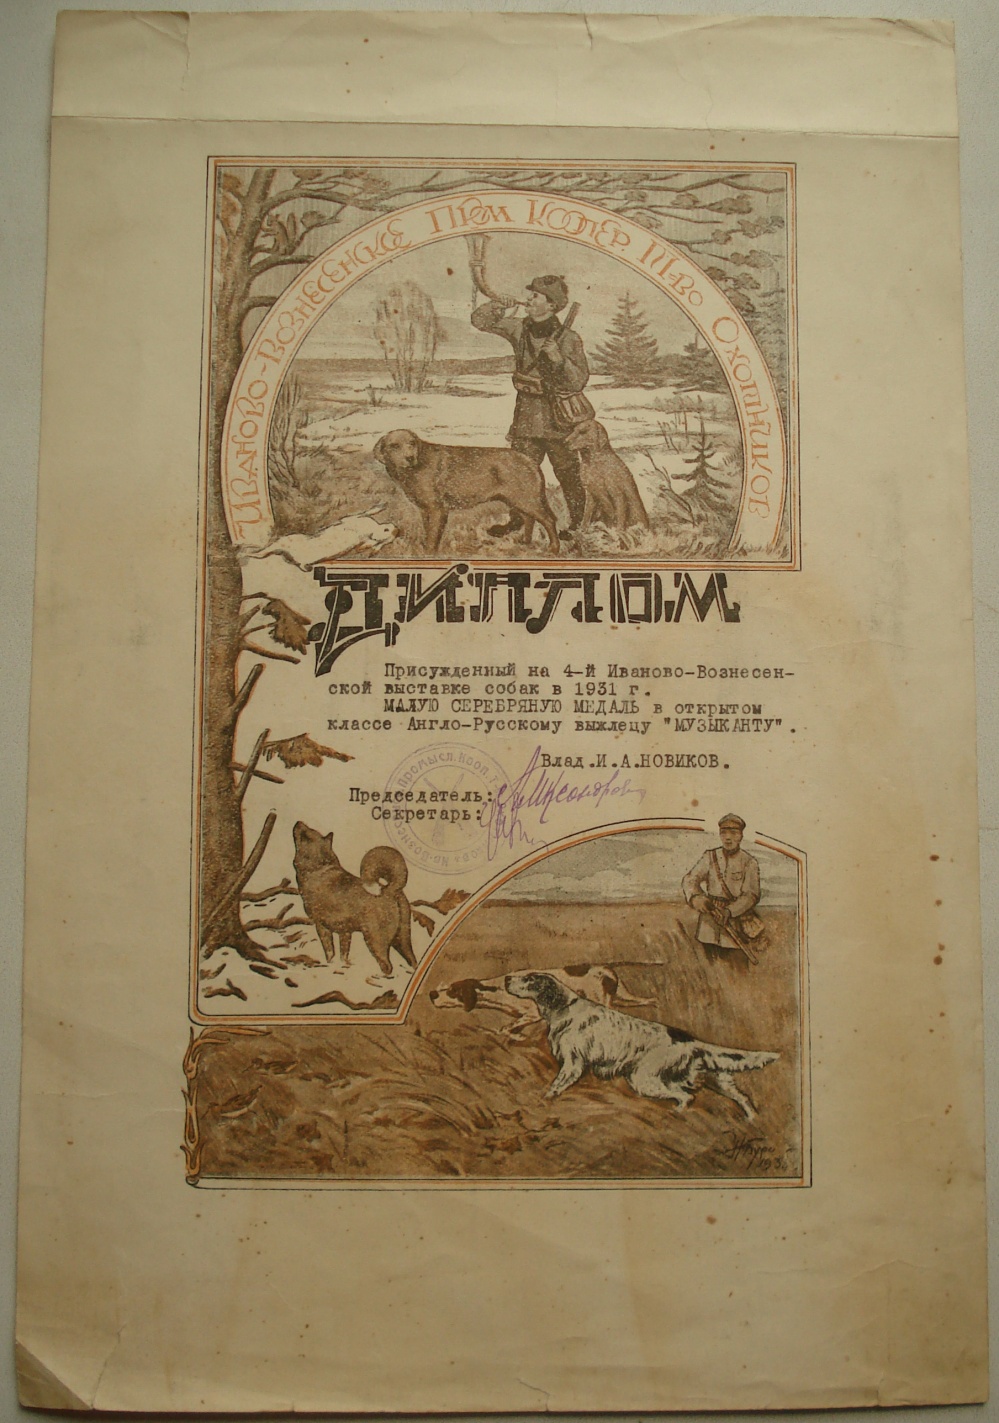 Иваново-Вознесенское Пром Коопер. Т-во Охотников
ДИПЛОМ
Присужденный на 4-й Иваново-Вознесен-
ской выставке собак в 1931 г.
МАЛУЮ СЕРЕБРЯНУЮ МЕДАЛЬ в открытом
классе Англо-Русскому выжлецу "МУЗЫКАНТУ".
Влад.И.А.НОВИКОВ.
Председатель:
Секретарь: